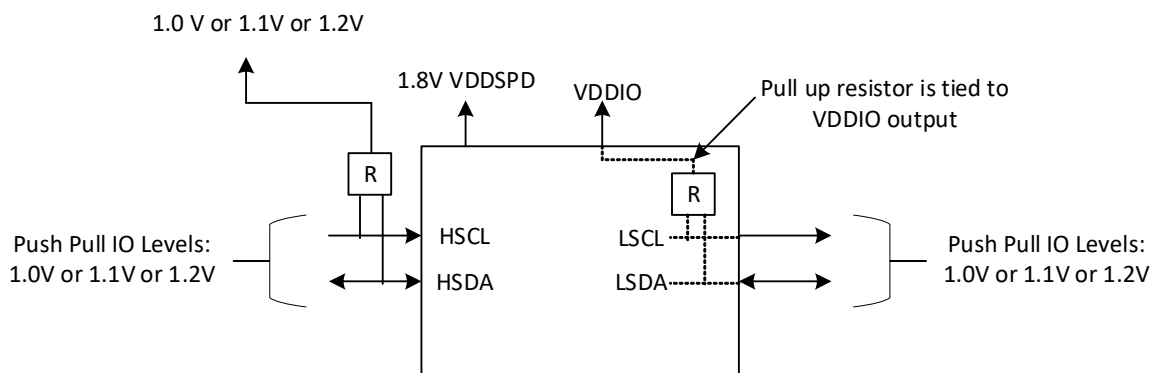 1.0 V or 1.1V or 1.2V
1.8V VDDSPD
VDDIO
Pull up resistor is tied to
VDDIO output
R
R
Push Pull IO Levels:
1.0V or 1.1V or 1.2V
HSCL
HSDA
LSCL
LSDA
Push Pull IO Levels:
1.0V or 1.1V or 1.2V